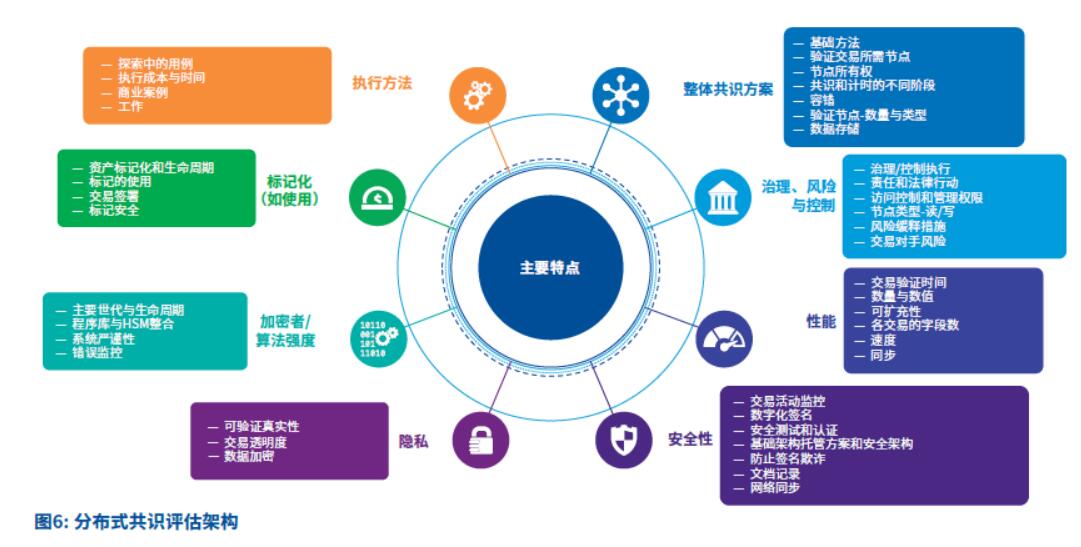 执行方法
— 探索中的用例
— 执行成本与时间
— 商业案例
— 工作
整体共识方案
— 基础方法
— 验证交易所需节点
— 节点所有权
— 共识和计时的不同阶段
— 容错
— 验证节点-数量与类型
— 数据存储
标记化
（如使用）
— 资产标记化和生命周期
— 标记的使用
— 交易签署
— 标记安全
治理、风险
与控制
— 治理/控制执行
— 责任和法律行动
— 访问控制和管理权限
— 节点类型-读/写
— 风险缓释措施
— 交易对手风险
主要特点
加密者/
算法强度
— 主要世代与生命周期
— 程序库与HSM整合
— 系统严谨性
— 错误监控
10110
001
101
11010
性能
— 交易验证时间
— 数量与数值
— 可扩充性
— 各交易的字段数
— 速度
— 同步
隐私
— 可验证真实性
— 交易透明度
— 数据加密
安全性
— 交易活动监控
— 数字化签名
— 安全测试和认证
— 基础架构托管方案和安全架构
— 防止签名欺诈
— 文档记录
— 网络同步
图6: 分布式共识评估架构